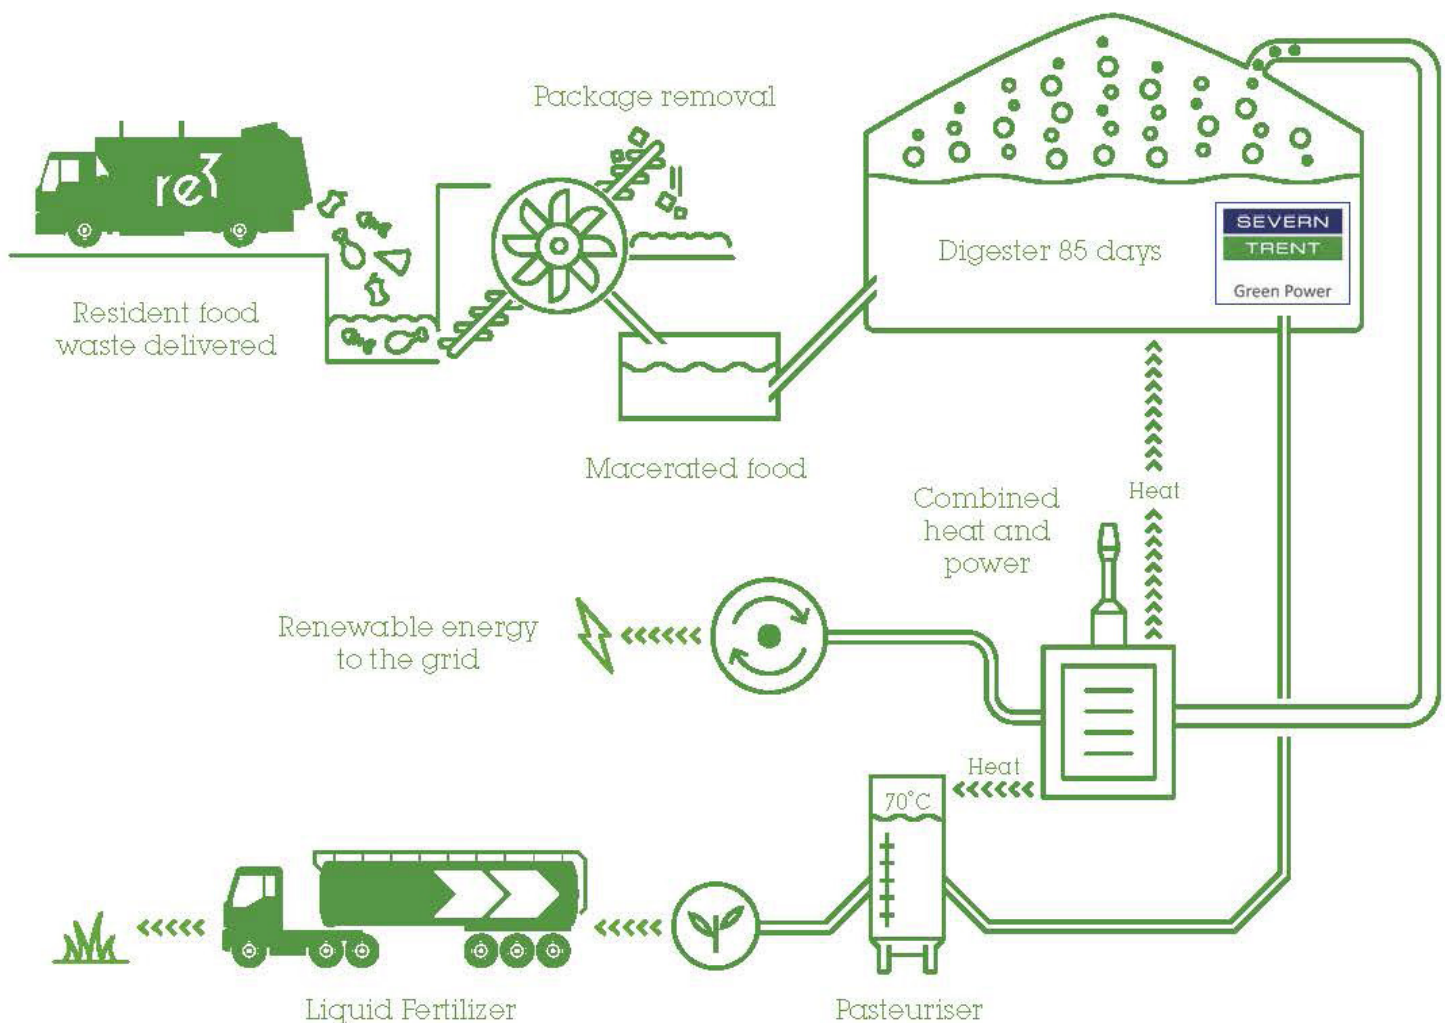 Package removal
re3
Resident food
waste delivered
Digester 85 days
SEVERN
TRENT
Green Power
Macerated food
Combined
heat and
power
Heat
Renewable energy
to the grid
Heat
70°C
Liquid Fertilizer
Pasteuriser